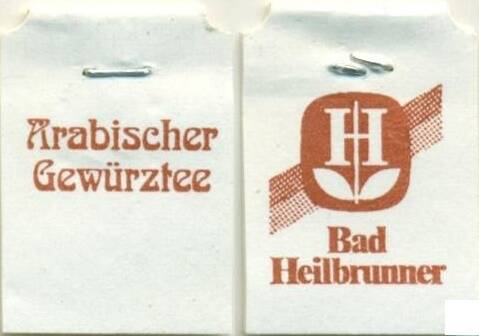 Arabischer
Gewürztee
H
Bad
Heilbrunner